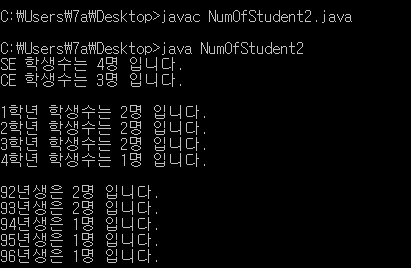 C:₩Users₩7a₩Desktop>javac NumOfStudent2.java
C:₩Users₩7a₩Desktop>java NumOfStudent2
SE 학생수는 4명 입니다.
CE 학생수는 3명 입니다.
1학년 학생수는 2명 입니다.
2학년 학생수는 2명 입니다.
3학년 학생수는 2명 입니다.
4학년 학생수는 1명 입니다.
92년생은 2명 입니다.
93년생은 2명 입니다.
94년생은 1명 입니다.
95년생은 1명 입니다.
96년생은 1명 입니다.